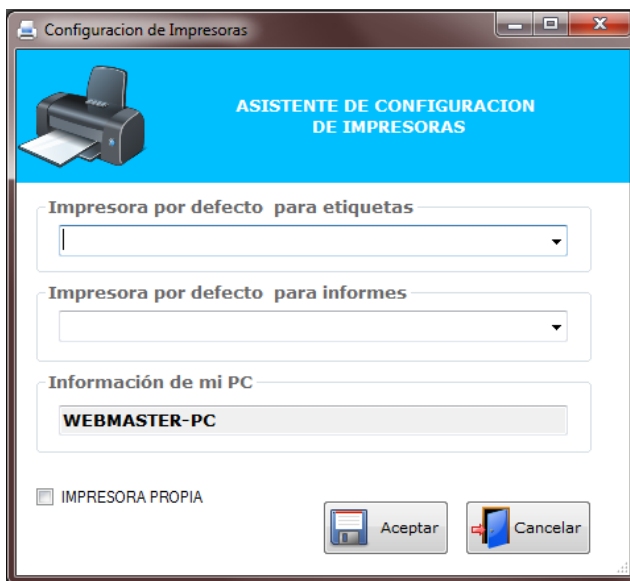 Configuracion de Impresoras
ASISTENTE DE CONFIGURACION
DE IMPRESORAS
Impresora por defecto para etiquetas
Impresora por defecto para informes
Información de mi PC
WEBMASTER-PC
IMPRESORA PROPIA
Aceptar
Cancelar